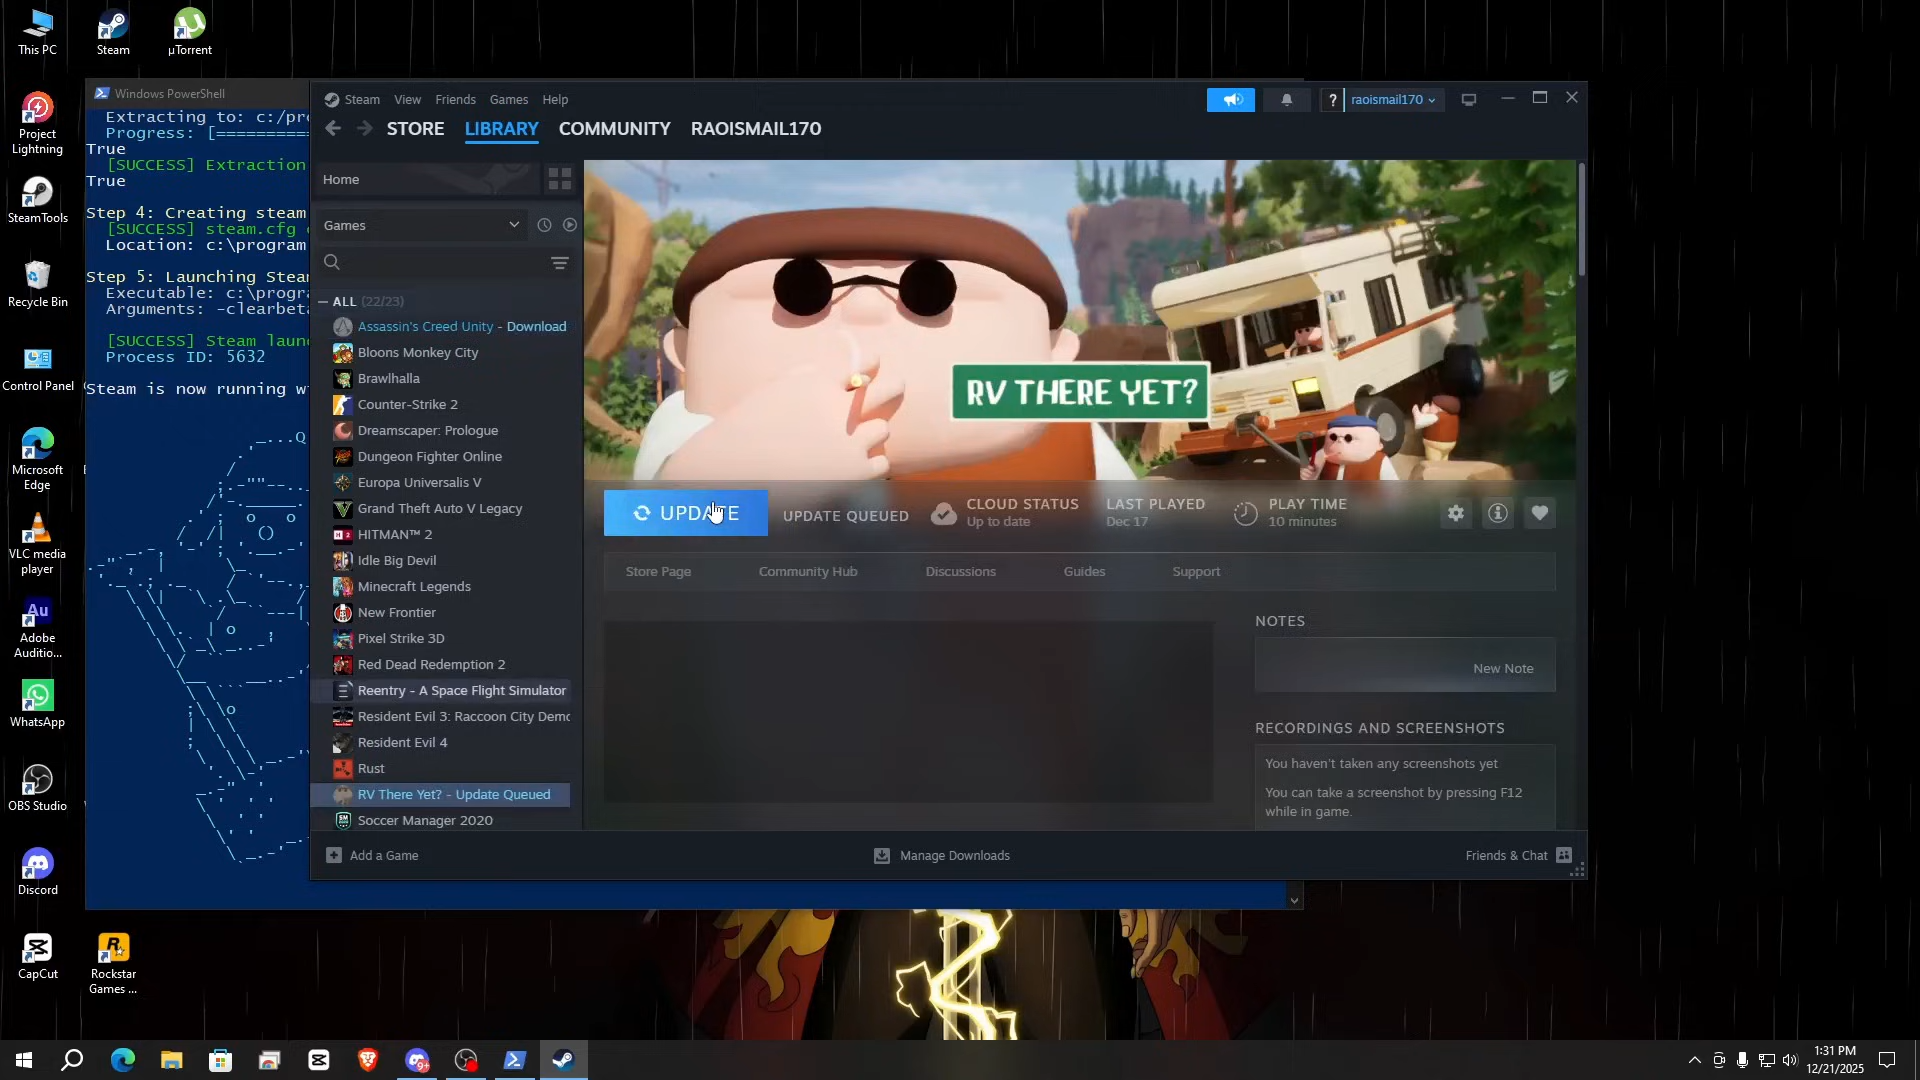 This PC
Steam
µTorrent
Project
Lightning
SteamTools
Recycle Bin
Control Panel
Microsoft
Edge
VLC media
player
Adobe
Auditio...
WhatsApp
OBS Studio
Discord
CapCut
Rockstar
Games ...
Windows PowerShell
Extracting to: c:/pro
Progress: [==========
True
[SUCCESS] Extraction
True
Step 4: Creating steam
[SUCCESS] steam.cfg
Location: c:\program
Step 5: Launching Steam
Executable: c:\progra
Arguments: -clearbeta
[SUCCESS] Steam laun
Process ID: 5632
Steam is now running w
Steam View Friends Games Help
? raoismail170
STORE LIBRARY COMMUNITY RAOISMAIL170
Home
Games
ALL (22/23)
Assassin's Creed Unity - Download
Bloons Monkey City
Brawlhalla
Counter-Strike 2
Dreamscaper: Prologue
Dungeon Fighter Online
Europa Universalis V
Grand Theft Auto V Legacy
HITMAN™ 2
Idle Big Devil
Minecraft Legends
New Frontier
Pixel Strike 3D
Red Dead Redemption 2
Reentry - A Space Flight Simulator
Resident Evil 3: Raccoon City Demo
Resident Evil 4
Rust
RV There Yet? - Update Queued
Soccer Manager 2020
RV THERE YET?
UPDATE
UPDATE QUEUED
CLOUD STATUS
Up to date
LAST PLAYED
Dec 17
PLAY TIME
10 minutes
Store Page Community Hub Discussions Guides Support
NOTES
New Note
RECORDINGS AND SCREENSHOTS
You haven't taken any screenshots yet
You can take a screenshot by pressing F12
while in game.
Add a Game
Manage Downloads
Friends & Chat
9+
1:31 PM
12/21/2025